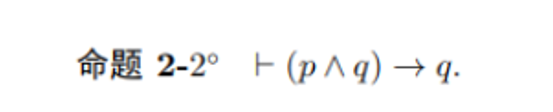 命题 2-2° ⊢ (p ∧ q) → q.